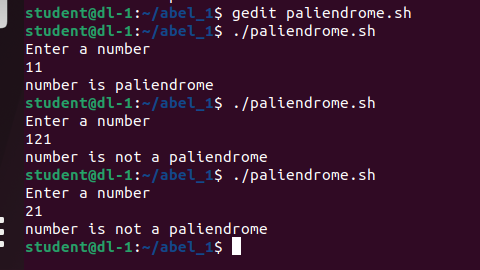 student@dl-1:~/abel_1$ gedit paliendrome.sh
student@dl-1:~/abel_1$ ./paliendrome.sh
Enter a number
11
number is paliendrome
student@dl-1:~/abel_1$ ./paliendrome.sh
Enter a number
121
number is not a paliendrome
student@dl-1:~/abel_1$ ./paliendrome.sh
Enter a number
21
number is not a paliendrome
student@dl-1:~/abel_1$